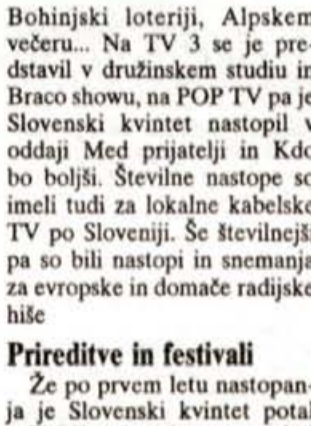 Bohinjski loteriji, Alpskem
večeru... Na TV 3 se je pre-
dstavil v družinskem studiu in
Braco showu, na POP TV pa je
Slovenski kvintet nastopil v
oddaji Med prijatelji in Kdo
bo boljši. Številne nastope so
imeli tudi za lokalne kabelske
TV po Sloveniji. Še številnejši
pa so bili nastopi in snemanja
za evropske in domače radijske
hiše
Prireditve in festivali
Že po prvem letu nastopan-
ja je Slovenski kvintet potal